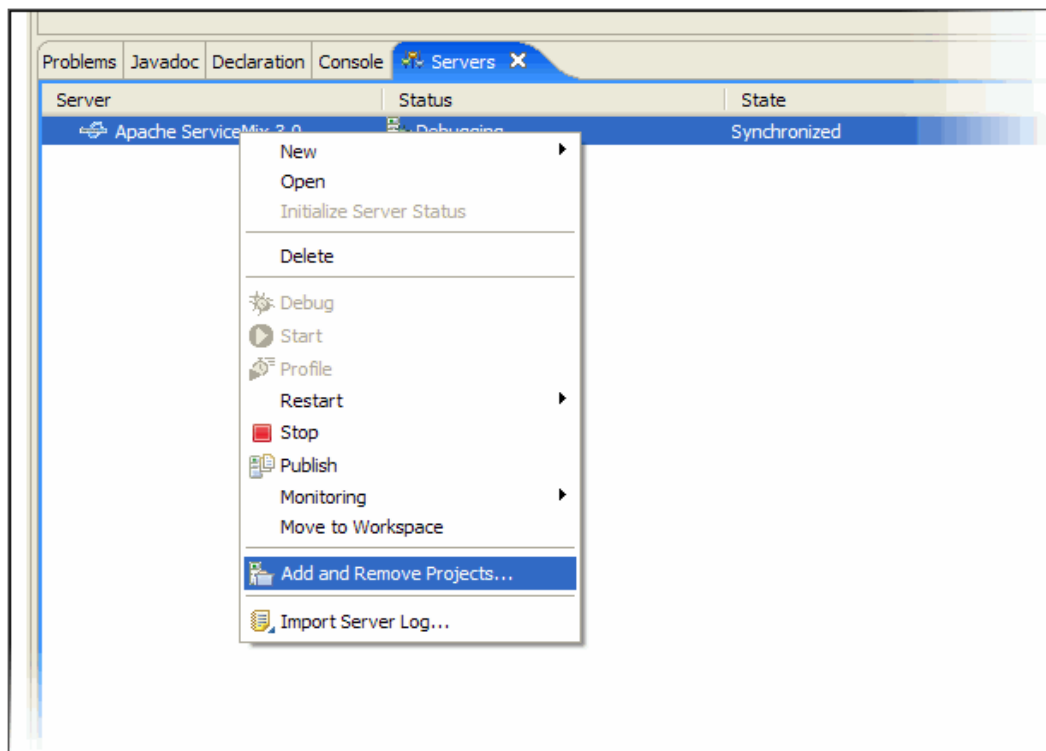 Problems Javadoc Declaration Console Servers
Server Status State
Apache ServiceMix 3.0 Debugging Synchronized
New
Open
Initialize Server Status
Delete
Debug
Start
Profile
Restart
Stop
Publish
Monitoring
Move to Workspace
Add and Remove Projects...
Import Server Log...